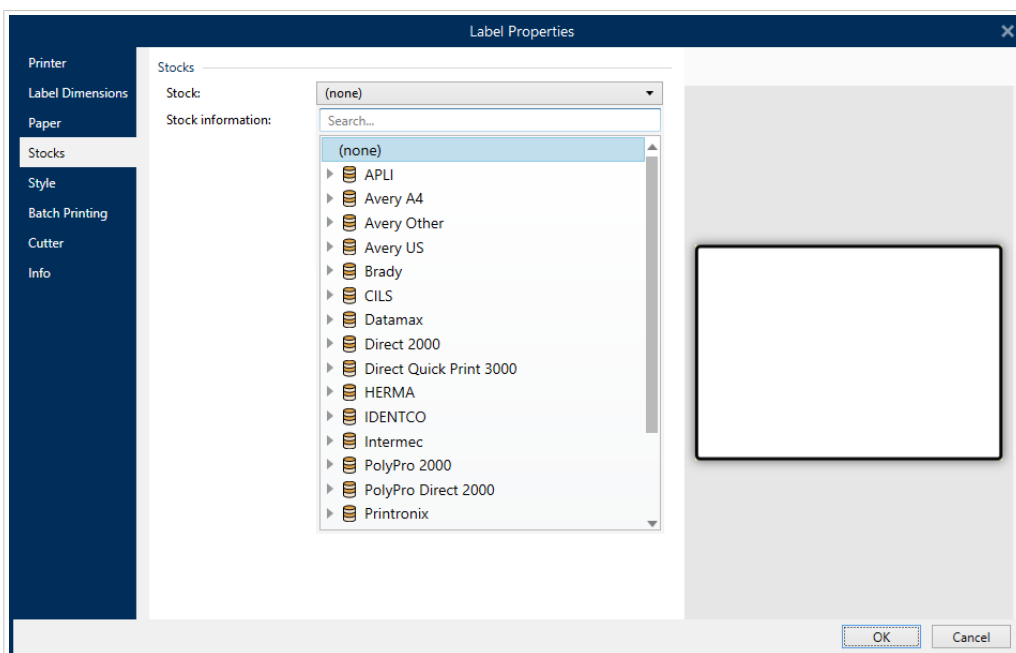 Label Properties
Printer
Label Dimensions
Paper
Stocks
Style
Batch Printing
Cutter
Info
Stocks
Stock: (none)
Stock information: Search...
(none)
APLI
Avery A4
Avery Other
Avery US
Brady
CILS
Datamax
Direct 2000
Direct Quick Print 3000
HERMA
IDENTCO
Intermec
PolyPro 2000
PolyPro Direct 2000
Printronix
OK Cancel